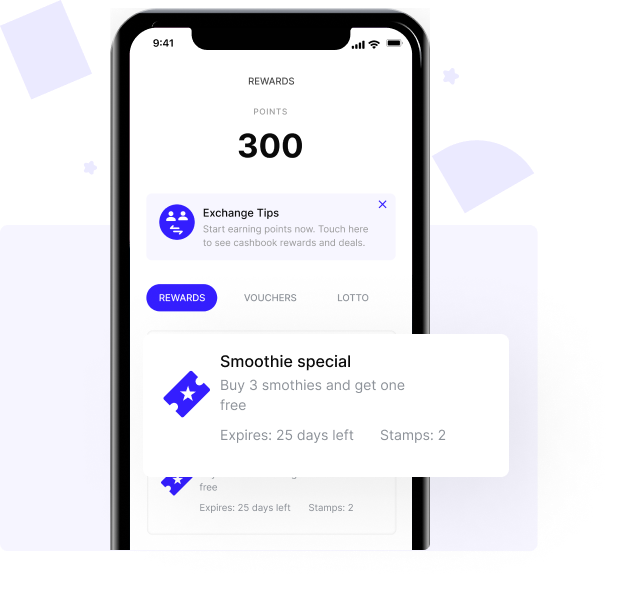 9:41
REWARDS
POINTS
300
Exchange Tips
Start earning points now. Touch here
to see cashbook rewards and deals.
REWARDS VOUCHERS LOTTO
Smoothie special
Buy 3 smothies and get one
free
Expires: 25 days left Stamps: 2
free
Expires: 25 days left Stamps: 2